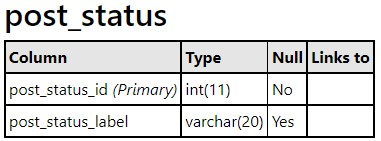 post_status
Column Type Null Links to
post_status_id (Primary) int(11) No
post_status_label varchar(20) Yes